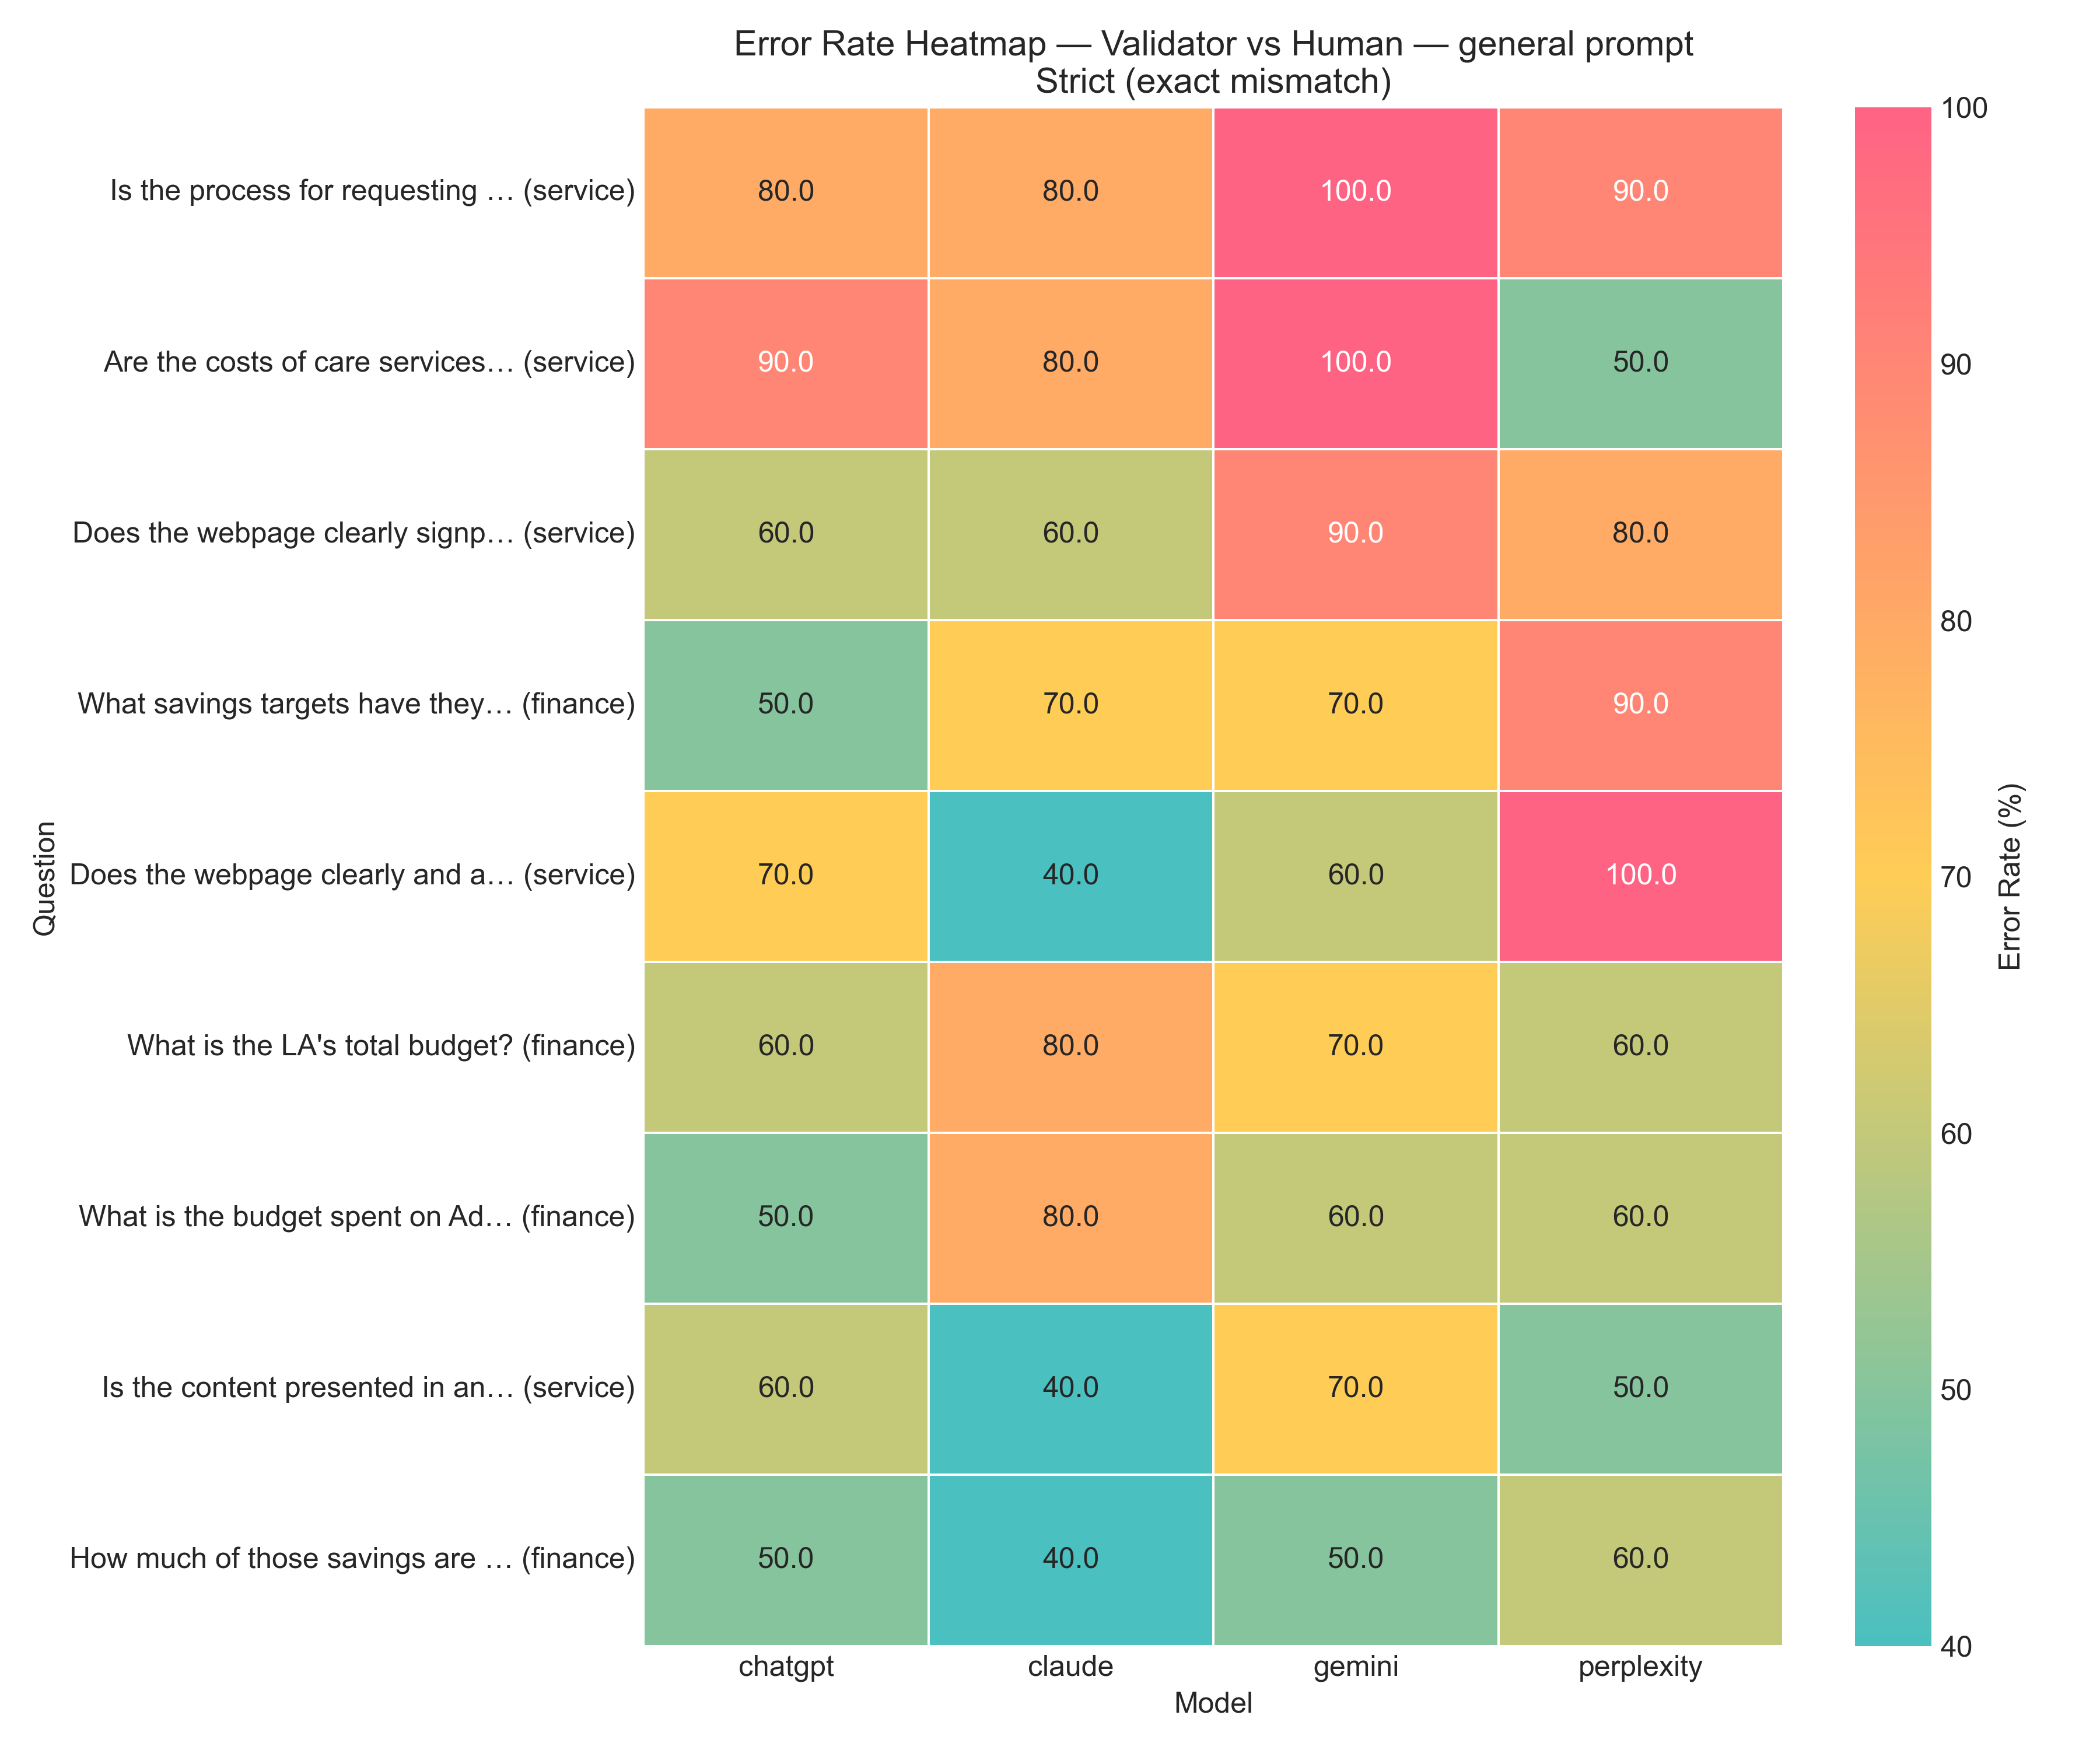 Error Rate Heatmap — Validator vs Human — general prompt
Strict (exact mismatch)
Is the process for requesting … (service) 80.0 80.0 100.0 90.0
Are the costs of care services… (service) 90.0 80.0 100.0 50.0
Does the webpage clearly signp… (service) 60.0 60.0 90.0 80.0
What savings targets have they… (finance) 50.0 70.0 70.0 90.0
Does the webpage clearly and a… (service) 70.0 40.0 60.0 100.0
What is the LA's total budget? (finance) 60.0 80.0 70.0 60.0
What is the budget spent on Ad… (finance) 50.0 80.0 60.0 60.0
Is the content presented in an… (service) 60.0 40.0 70.0 50.0
How much of those savings are … (finance) 50.0 40.0 50.0 60.0
Question
chatgpt claude gemini perplexity
Model
100
90
80
70
60
50
40
Error Rate (%)